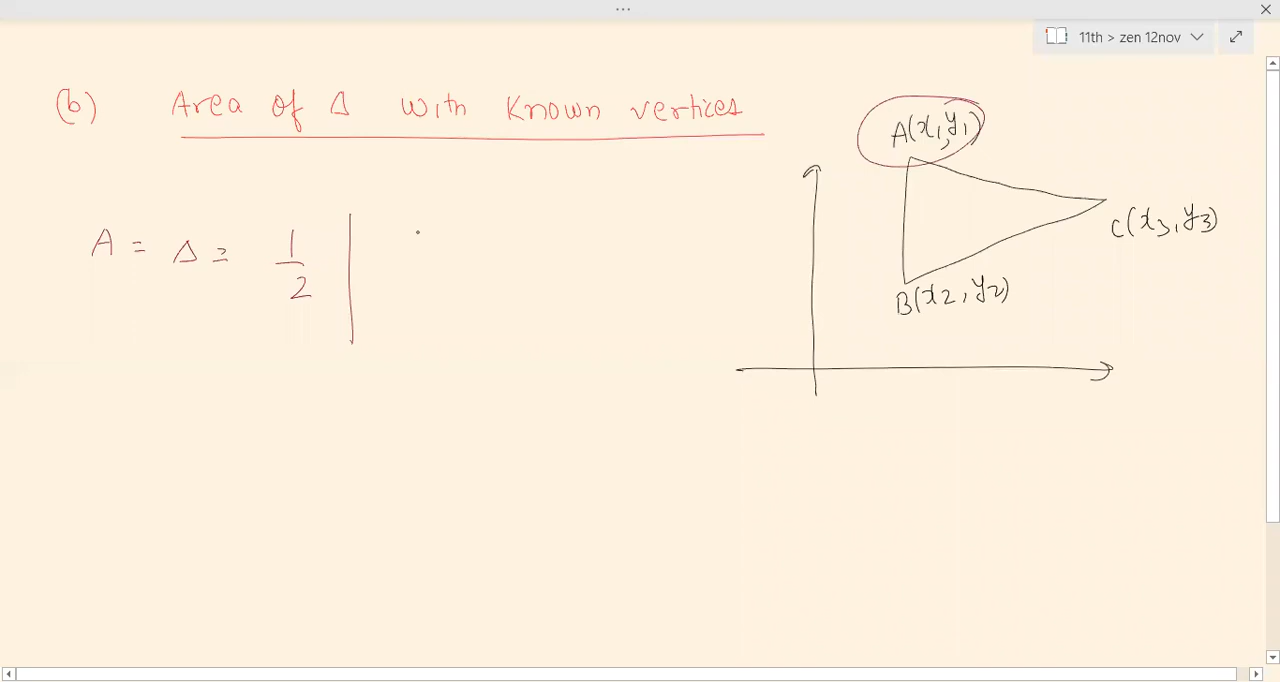 11th > zen 12nov
(b) Area of Δ with known vertices
A(x₁,y₁)
C(x₃,y₃)
A = Δ = 1/2 |
B(x₂,y₂)